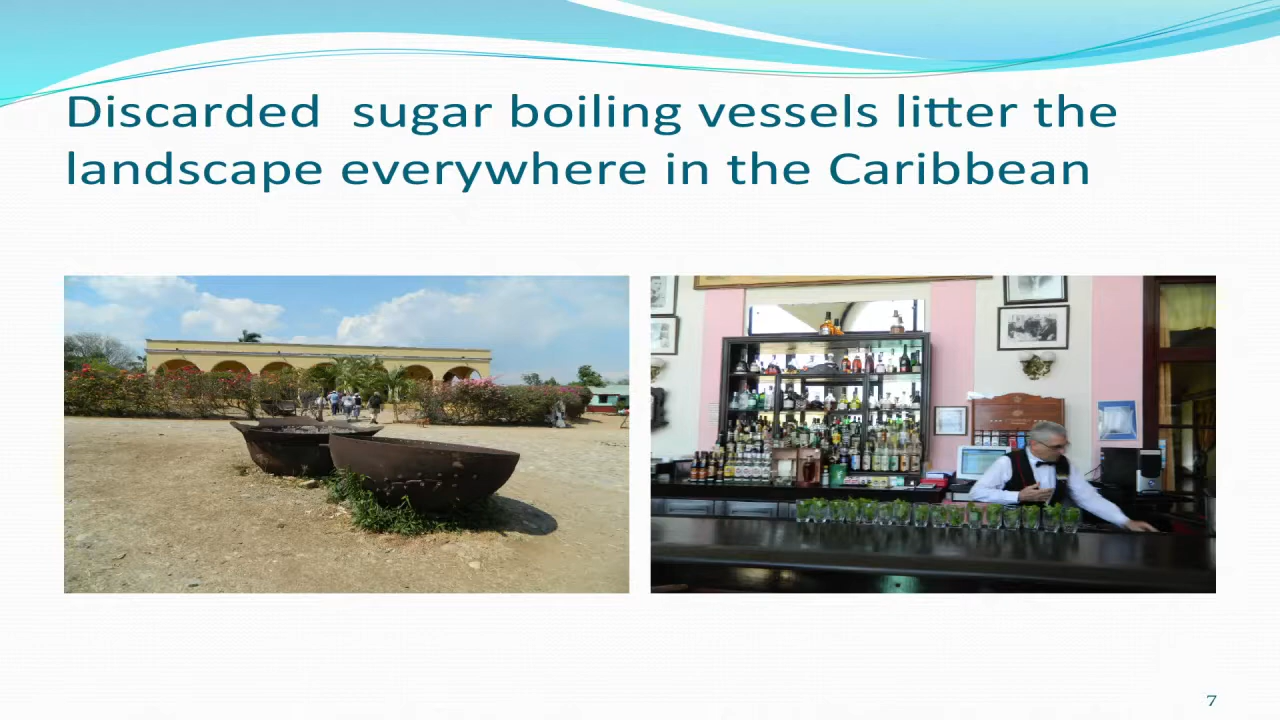 Discarded  sugar boiling vessels litter the
landscape everywhere in the Caribbean
7